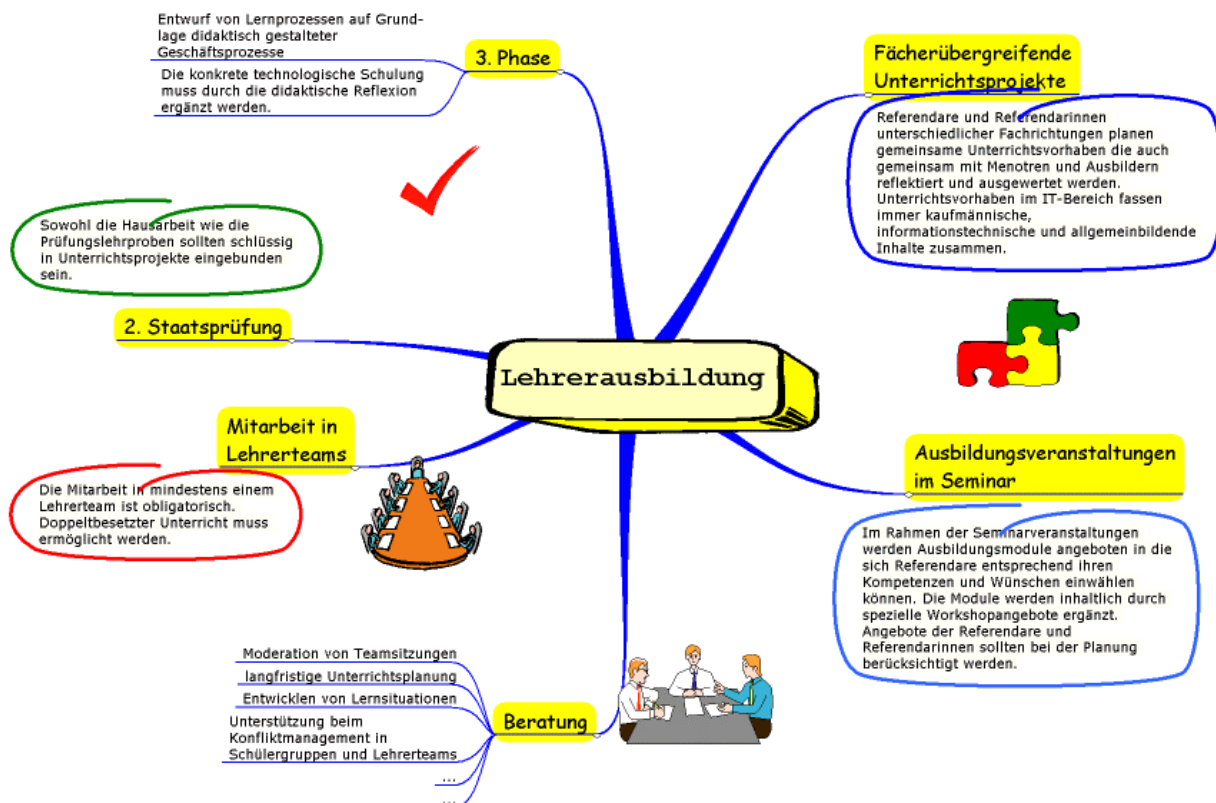 Lehrerausbildung
Fächerübergreifende
Unterrichtsprojekte
Referendare und Referendarinnen
unterschiedlicher Fachrichtungen planen
gemeinsame Unterrichtsvorhaben die auch
gemeinsam mit Menotren und Ausbildern
reflektiert und ausgewertet werden.
Unterrichtsvorhaben im IT-Bereich fassen
immer kaufmännische,
informationstechnische und allgemeinbildende
Inhalte zusammen.
Ausbildungsveranstaltungen
im Seminar
Im Rahmen der Seminarveranstaltungen
werden Ausbildungsmodule angeboten in die
sich Referendare entsprechend ihren
Kompetenzen und Wünschen einwählen
können. Die Module werden inhaltlich durch
spezielle Workshopangebote ergänzt.
Angebote der Referendare und
Referendarinnen sollten bei der Planung
berücksichtigt werden.
Beratung
Moderation von Teamsitzungen
langfristige Unterrichtsplanung
Entwicklen von Lernsituationen
Unterstützung beim
Konfliktmanagement in
Schülergruppen und Lehrerteams
...
...
Mitarbeit in
Lehrerteams
Die Mitarbeit in mindestens einem
Lehrerteam ist obligatorisch.
Doppeltbesetzter Unterricht muss
ermöglicht werden.
2. Staatsprüfung
Sowohl die Hausarbeit wie die
Prüfungslehrproben sollten schlüssig
in Unterrichtsprojekte eingebunden
sein.
3. Phase
Entwurf von Lernprozessen auf Grund-
lage didaktisch gestalteter
Geschäftsprozesse
Die konkrete technologische Schulung
muss durch die didaktische Reflexion
ergänzt werden.